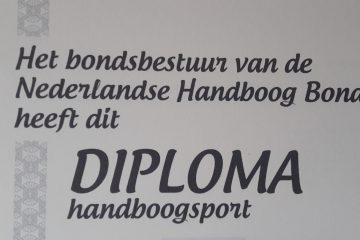 Het bondsbestuur van de
Nederlandse Handboog Bond
heeft dit
DIPLOMA
handboogsport